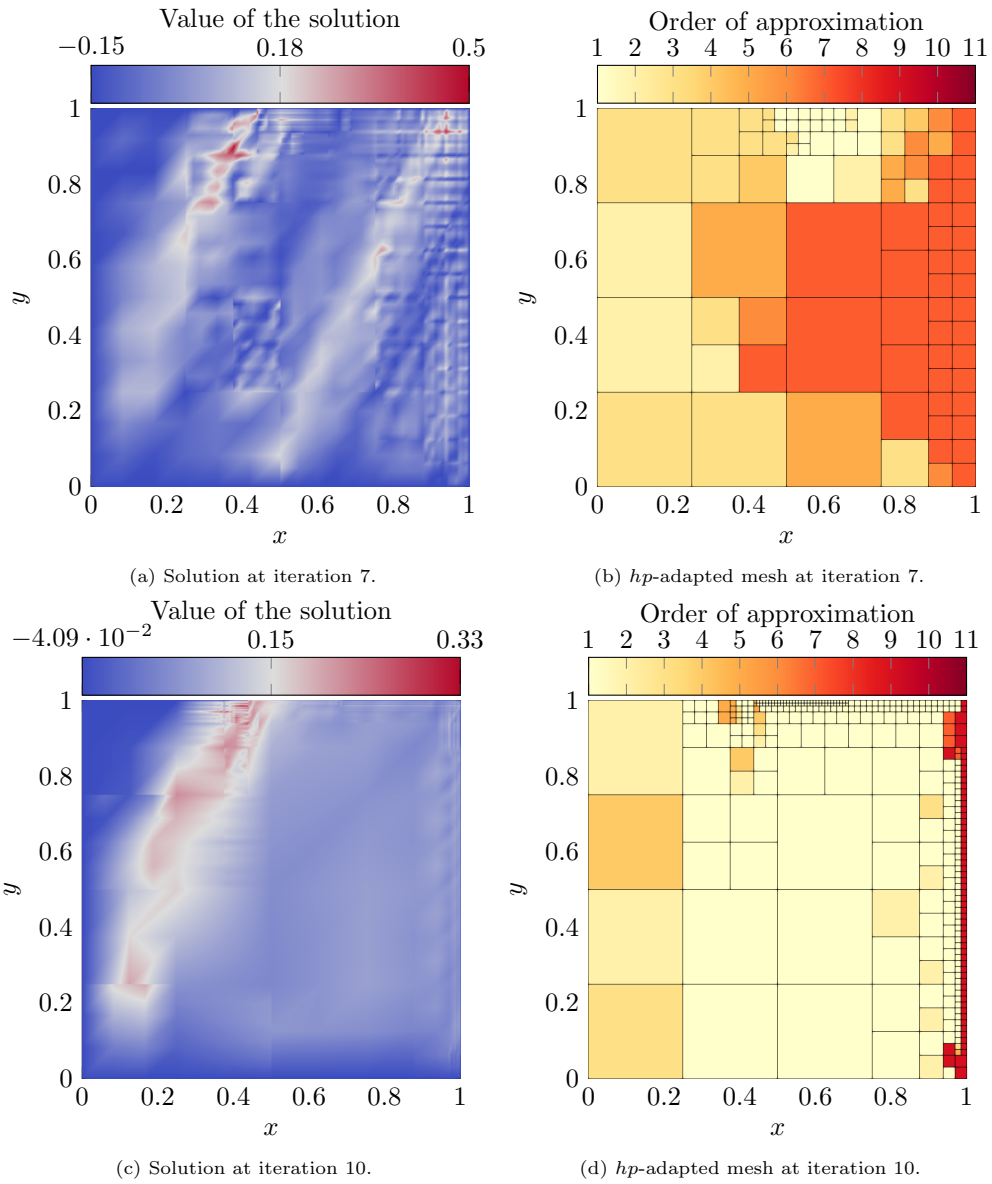 Value of the solution
−0.15 0.18 0.5
1
0.8
0.6
0.4
0.2
0
y
0 0.2 0.4 0.6 0.8 1
x
(a) Solution at iteration 7.
Order of approximation
1 2 3 4 5 6 7 8 9 10 11
1
0.8
0.6
0.4
0.2
0
y
0 0.2 0.4 0.6 0.8 1
x
(b) hp-adapted mesh at iteration 7.
Value of the solution
−4.09 · 10⁻² 0.15 0.33
1
0.8
0.6
0.4
0.2
0
y
0 0.2 0.4 0.6 0.8 1
x
(c) Solution at iteration 10.
Order of approximation
1 2 3 4 5 6 7 8 9 10 11
1
0.8
0.6
0.4
0.2
0
y
0 0.2 0.4 0.6 0.8 1
x
(d) hp-adapted mesh at iteration 10.